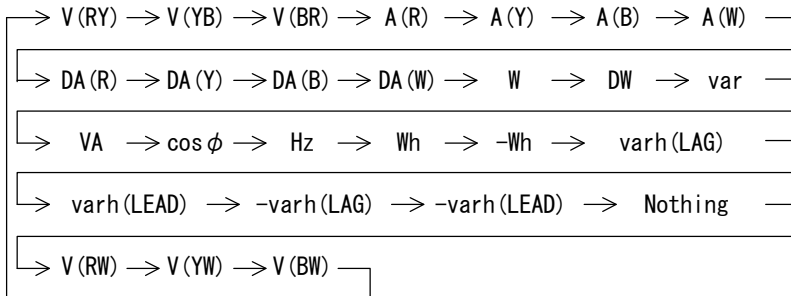 V(RY) V(YB) V(BR) A(R) A(Y) A(B) A(W)
DA(R) DA(Y) DA(B) DA(W) W DW var
VA cosφ Hz Wh -Wh varh(LAG)
varh(LEAD) -varh(LAG) -varh(LEAD) Nothing
V(RW) V(YW) V(BW)